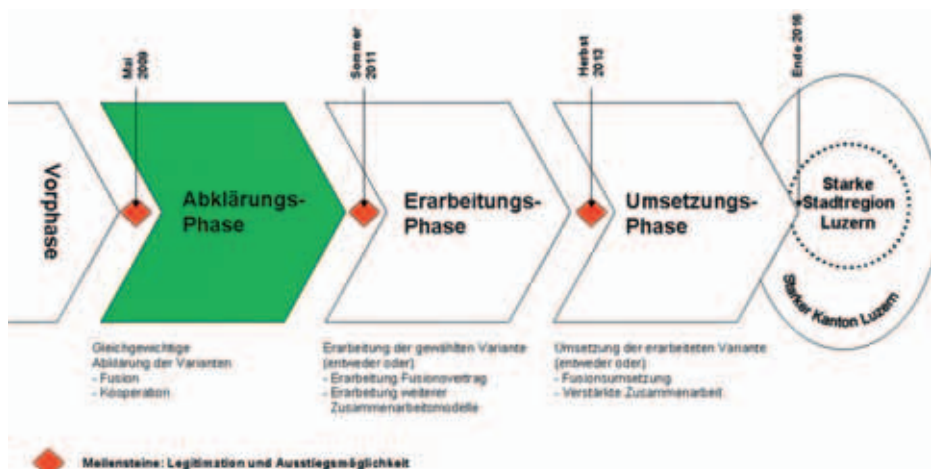 Mai
2009
Sommer
2011
Herbst
2013
Ende 2016
Vorphase
Abklärungs-
Phase
Erarbeitungs-
Phase
Umsetzungs-
Phase
Starke
Stadtregion
Luzern
Starker Kanton Luzern
Gleichgewichtige
Abklärung der Varianten
- Fusion
- Kooperation
Erarbeitung der gewählten Variante
(entweder oder)
- Erarbeitung Fusionsvertrag
- Erarbeitung weiterer
Zusammenarbeitsmodelle
Umsetzung der erarbeiteten Variante
(entweder oder)
- Fusionsumsetzung
- Verstärkte Zusammenarbeit
Meilensteine: Legitimation und Ausstiegsmöglichkeit